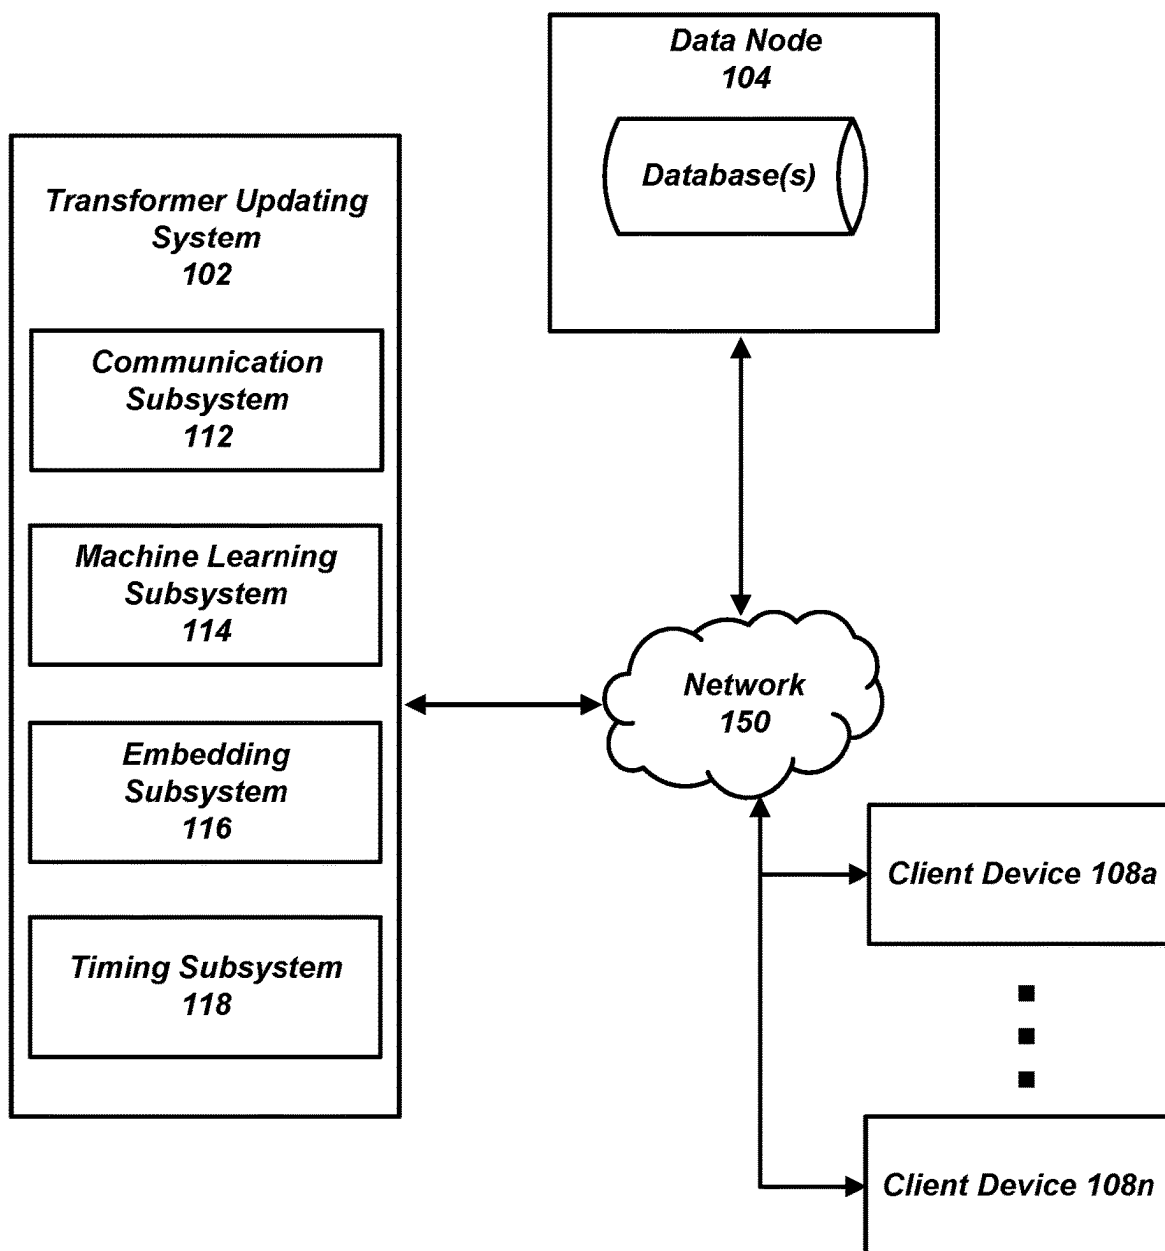 Data Node
104
Database(s)
Transformer Updating
System
102
Communication
Subsystem
112
Machine Learning
Subsystem
114
Embedding
Subsystem
116
Timing Subsystem
118
Network
150
Client Device 108a
Client Device 108n